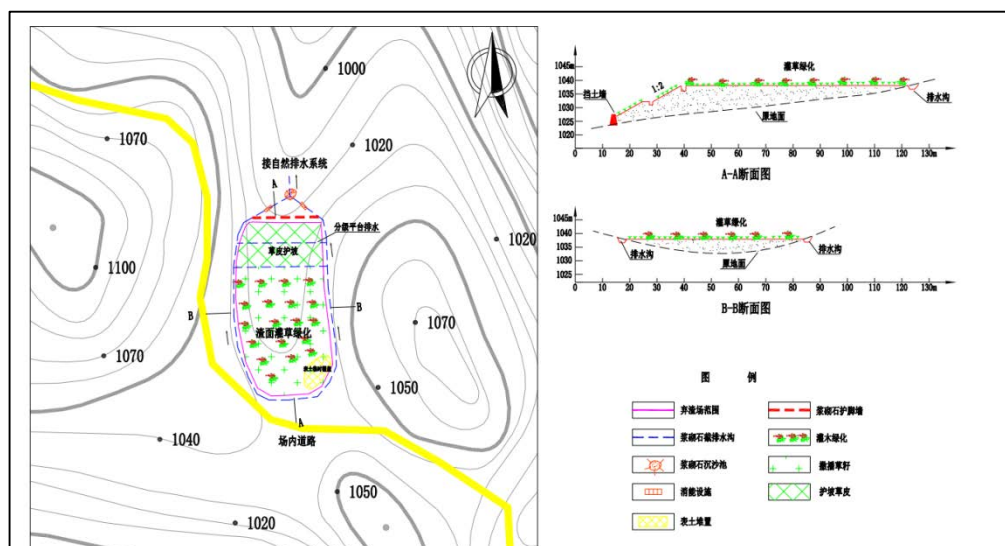 1000
1070
1020
接自然排水系统
A
分级平台排水
草皮护坡
1020
1100
B
B
渣面灌草绿化
1070
1070
表土临时堆置
1050
A
场内道路
1040
1050
1020
1045m
1040
1035
1030
1025
1020
灌草绿化
1:2
挡土墙
排水沟
原地面
0 10 20 30 40 50 60 70 80 90 100 110 120 130m
A-A断面图
1045m
1040
1035
1030
1025
灌草绿化
排水沟
原地面
排水沟
0 10 20 30 40 50 60 70 80 90 100 110 120 130m
B-B断面图
图 例
弃渣场范围
浆砌石护脚墙
浆砌石截排水沟
灌木绿化
浆砌石沉沙池
撒播草籽
消能设施
护坡草皮
表土堆置